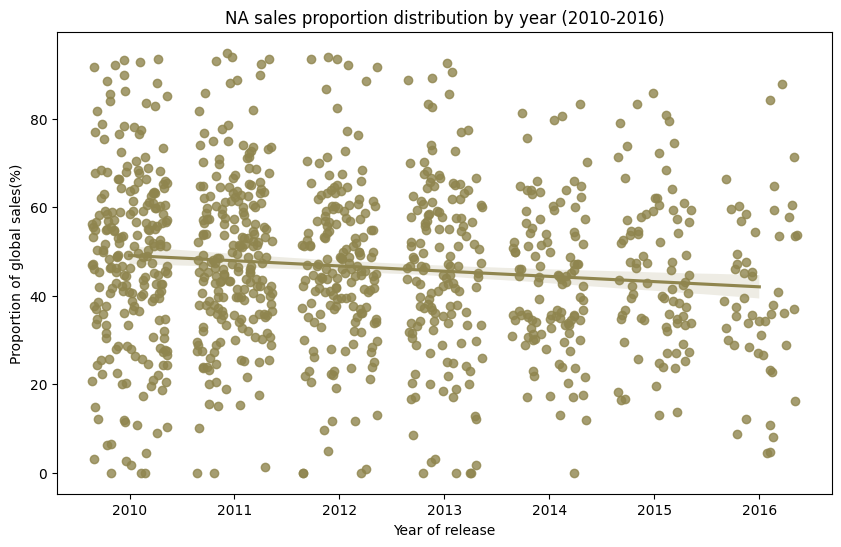 NA sales proportion distribution by year (2010-2016)
Proportion of global sales(%)
80
60
40
20
0
2010 2011 2012 2013 2014 2015 2016
Year of release